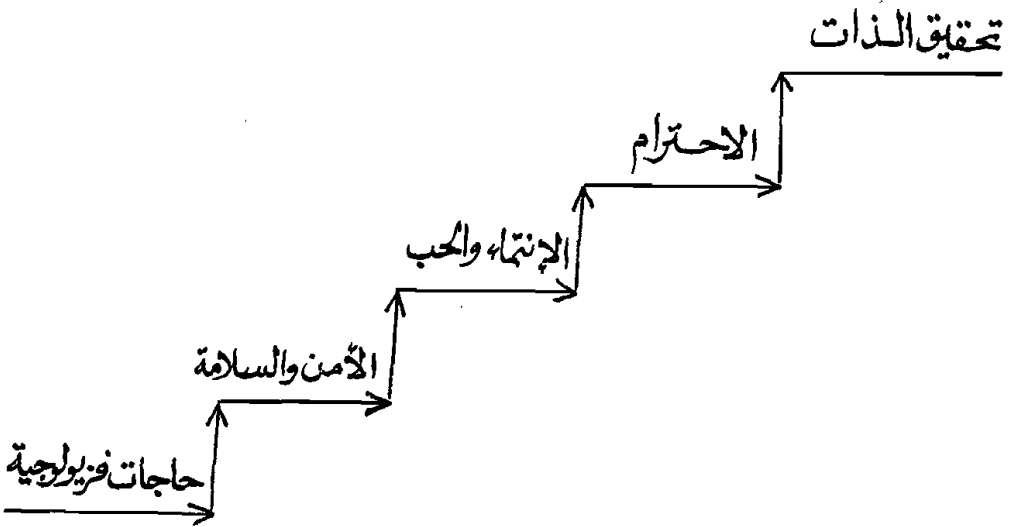 تحقيق الذات
الاحترام
الإنتماء والحب
الأمن والسلامة
حاجات فزيولوجية